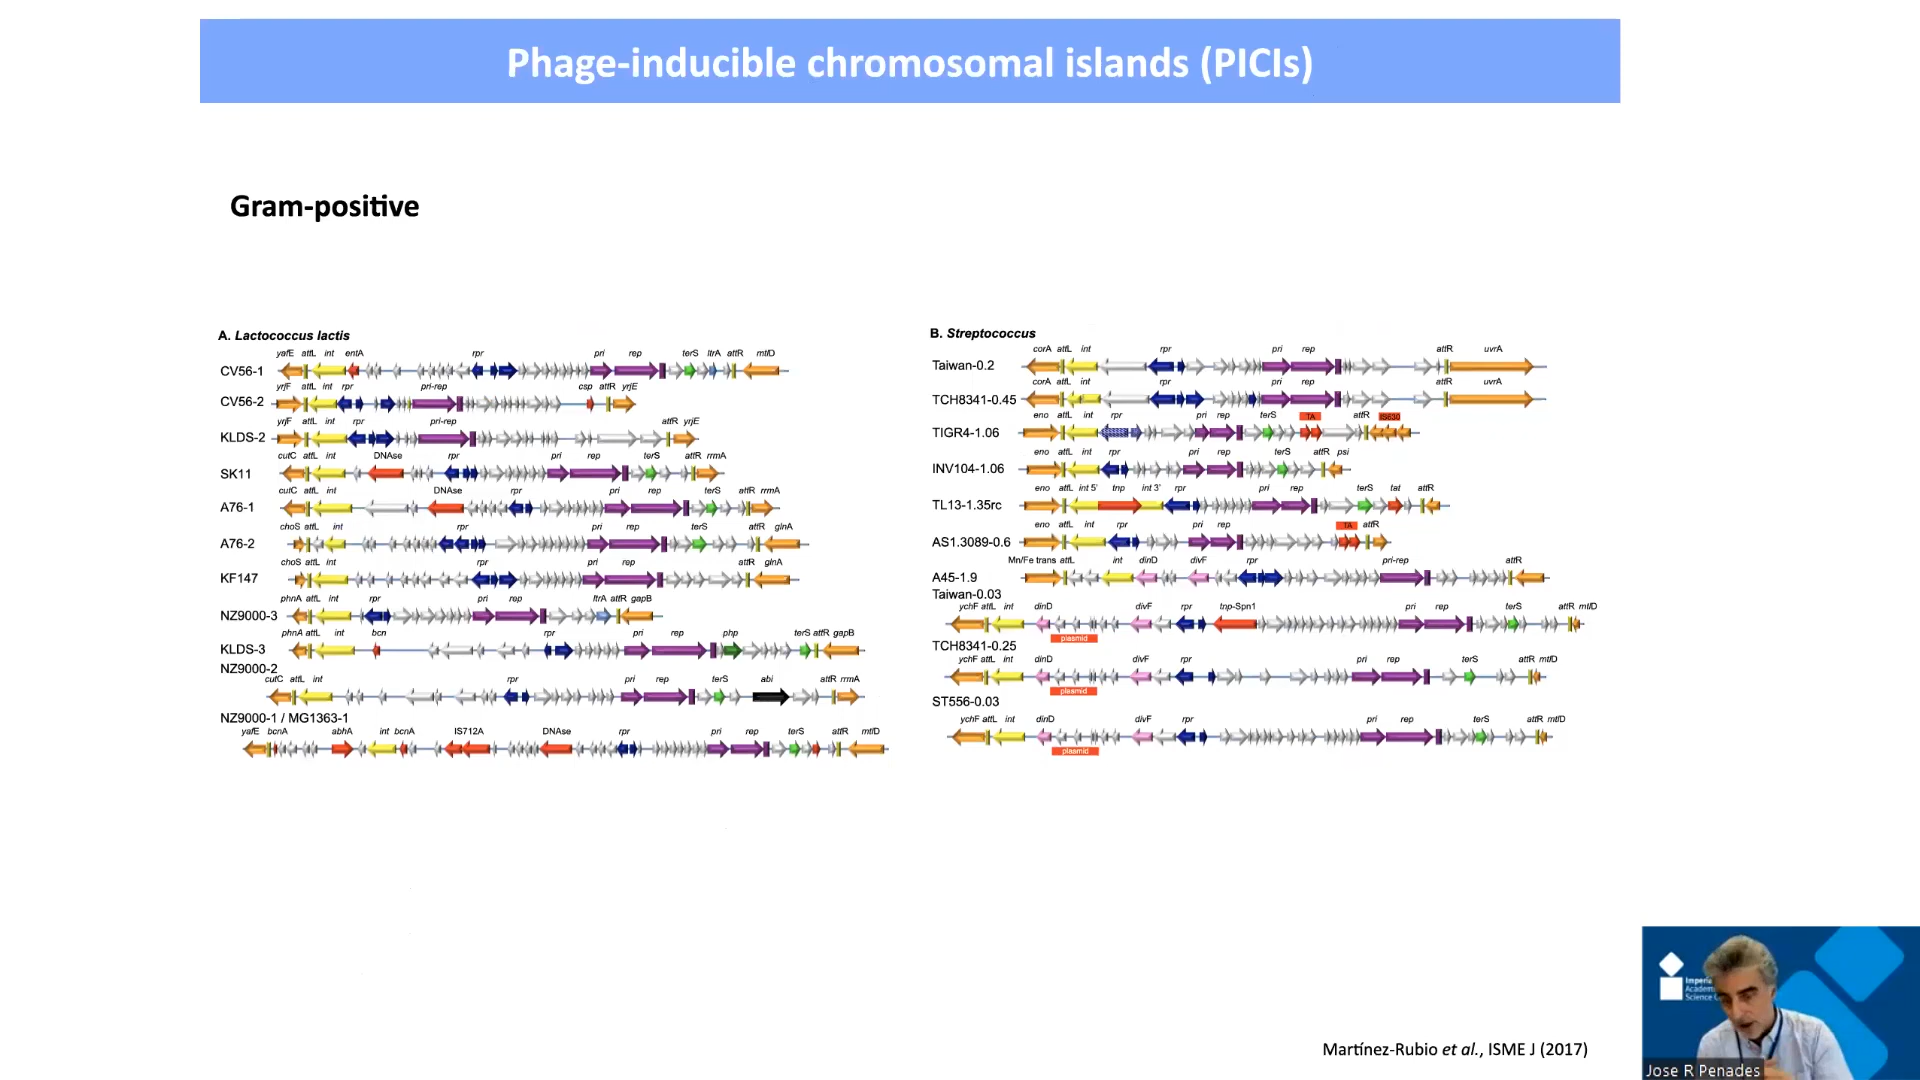 Phage-inducible chromosomal islands (PICIs)
Gram-positive
A. Lactococcus lactis
yafE attL int entA rpr pri rep terS ltrA attR mtlD
CV56-1
yrjF attL int rpr pri-rep csp attR yrjE
CV56-2
yrjF attL int rpr pri-rep attR yrjE
KLDS-2
cutC attL int DNAse rpr pri rep terS attR rrmA
SK11
cutC attL int DNAse rpr pri rep terS attR rrmA
A76-1
choS attL int rpr pri rep terS attR glnA
A76-2
choS attL int rpr pri rep attR glnA
KF147
phnA attL int rpr pri rep ltrA attR gapB
NZ9000-3
phnA attL int bcn rpr pri rep php terS attR gapB
KLDS-3
NZ9000-2
cutC attL int rpr pri rep terS abi attR rrmA
NZ9000-1 / MG1363-1
yafE bcnA abhA int bcnA IS712A DNAse rpr pri rep terS attR mtlD
B. Streptococcus
corA attL int rpr pri rep attR uvrA
Taiwan-0.2
corA attL int rpr pri rep attR uvrA
TCH8341-0.45
eno attL int rpr pri rep terS TA attR IS630
TIGR4-1.06
eno attL int rpr pri rep terS attR psi
INV104-1.06
eno attL int 5' tnp int 3' rpr pri rep terS tat attR
TL13-1.35rc
eno attL int rpr pri rep TA attR
AS1.3089-0.6
Mn/Fe trans attL int dinD divF rpr pri-rep attR
A45-1.9
Taiwan-0.03
ychF attL int dinD divF rpr tnp-Spn1 pri rep terS attR mtlD
plasmid
TCH8341-0.25
ychF attL int dinD divF rpr pri rep terS attR mtlD
plasmid
ST556-0.03
ychF attL int dinD divF rpr pri rep terS attR mtlD
plasmid
Martínez-Rubio et al., ISME J (2017)
Science
Jose R Penades